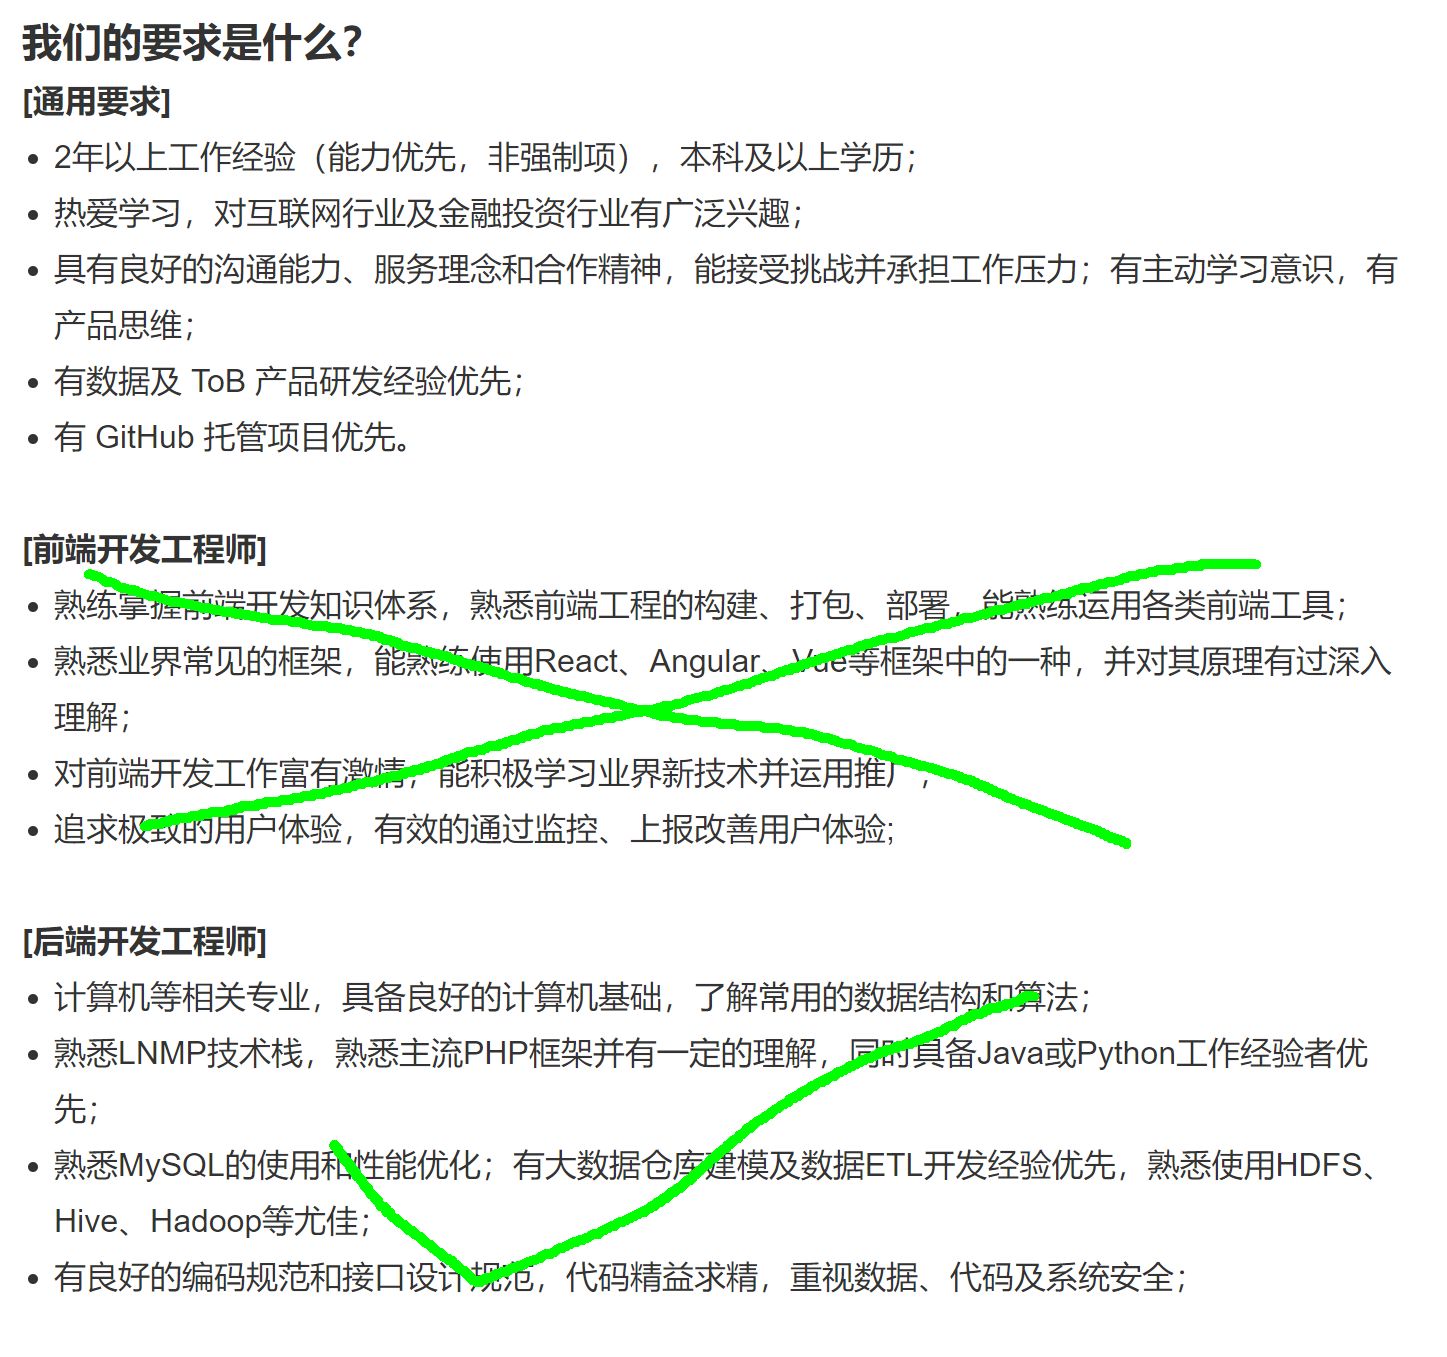 我们的要求是什么？
[通用要求]
2年以上工作经验（能力优先，非强制项），本科及以上学历；
热爱学习，对互联网行业及金融投资行业有广泛兴趣；
具有良好的沟通能力、服务理念和合作精神，能接受挑战并承担工作压力；有主动学习意识，有
产品思维；
有数据及 ToB 产品研发经验优先；
有 GitHub 托管项目优先。
[前端开发工程师]
熟练掌握前端开发知识体系，熟悉前端工程的构建、打包、部署，能熟练运用各类前端工具；
熟悉业界常见的框架，能熟练使用React、Angular、Vue等框架中的一种，并对其原理有过深入
理解；
对前端开发工作富有激情，能积极学习业界新技术并运用推广；
追求极致的用户体验，有效的通过监控、上报改善用户体验;
[后端开发工程师]
计算机等相关专业，具备良好的计算机基础，了解常用的数据结构和算法；
熟悉LNMP技术栈，熟悉主流PHP框架并有一定的理解，同时具备Java或Python工作经验者优
先；
熟悉MySQL的使用和性能优化；有大数据仓库建模及数据ETL开发经验优先，熟悉使用HDFS、
Hive、Hadoop等尤佳；
有良好的编码规范和接口设计规范，代码精益求精，重视数据、代码及系统安全；